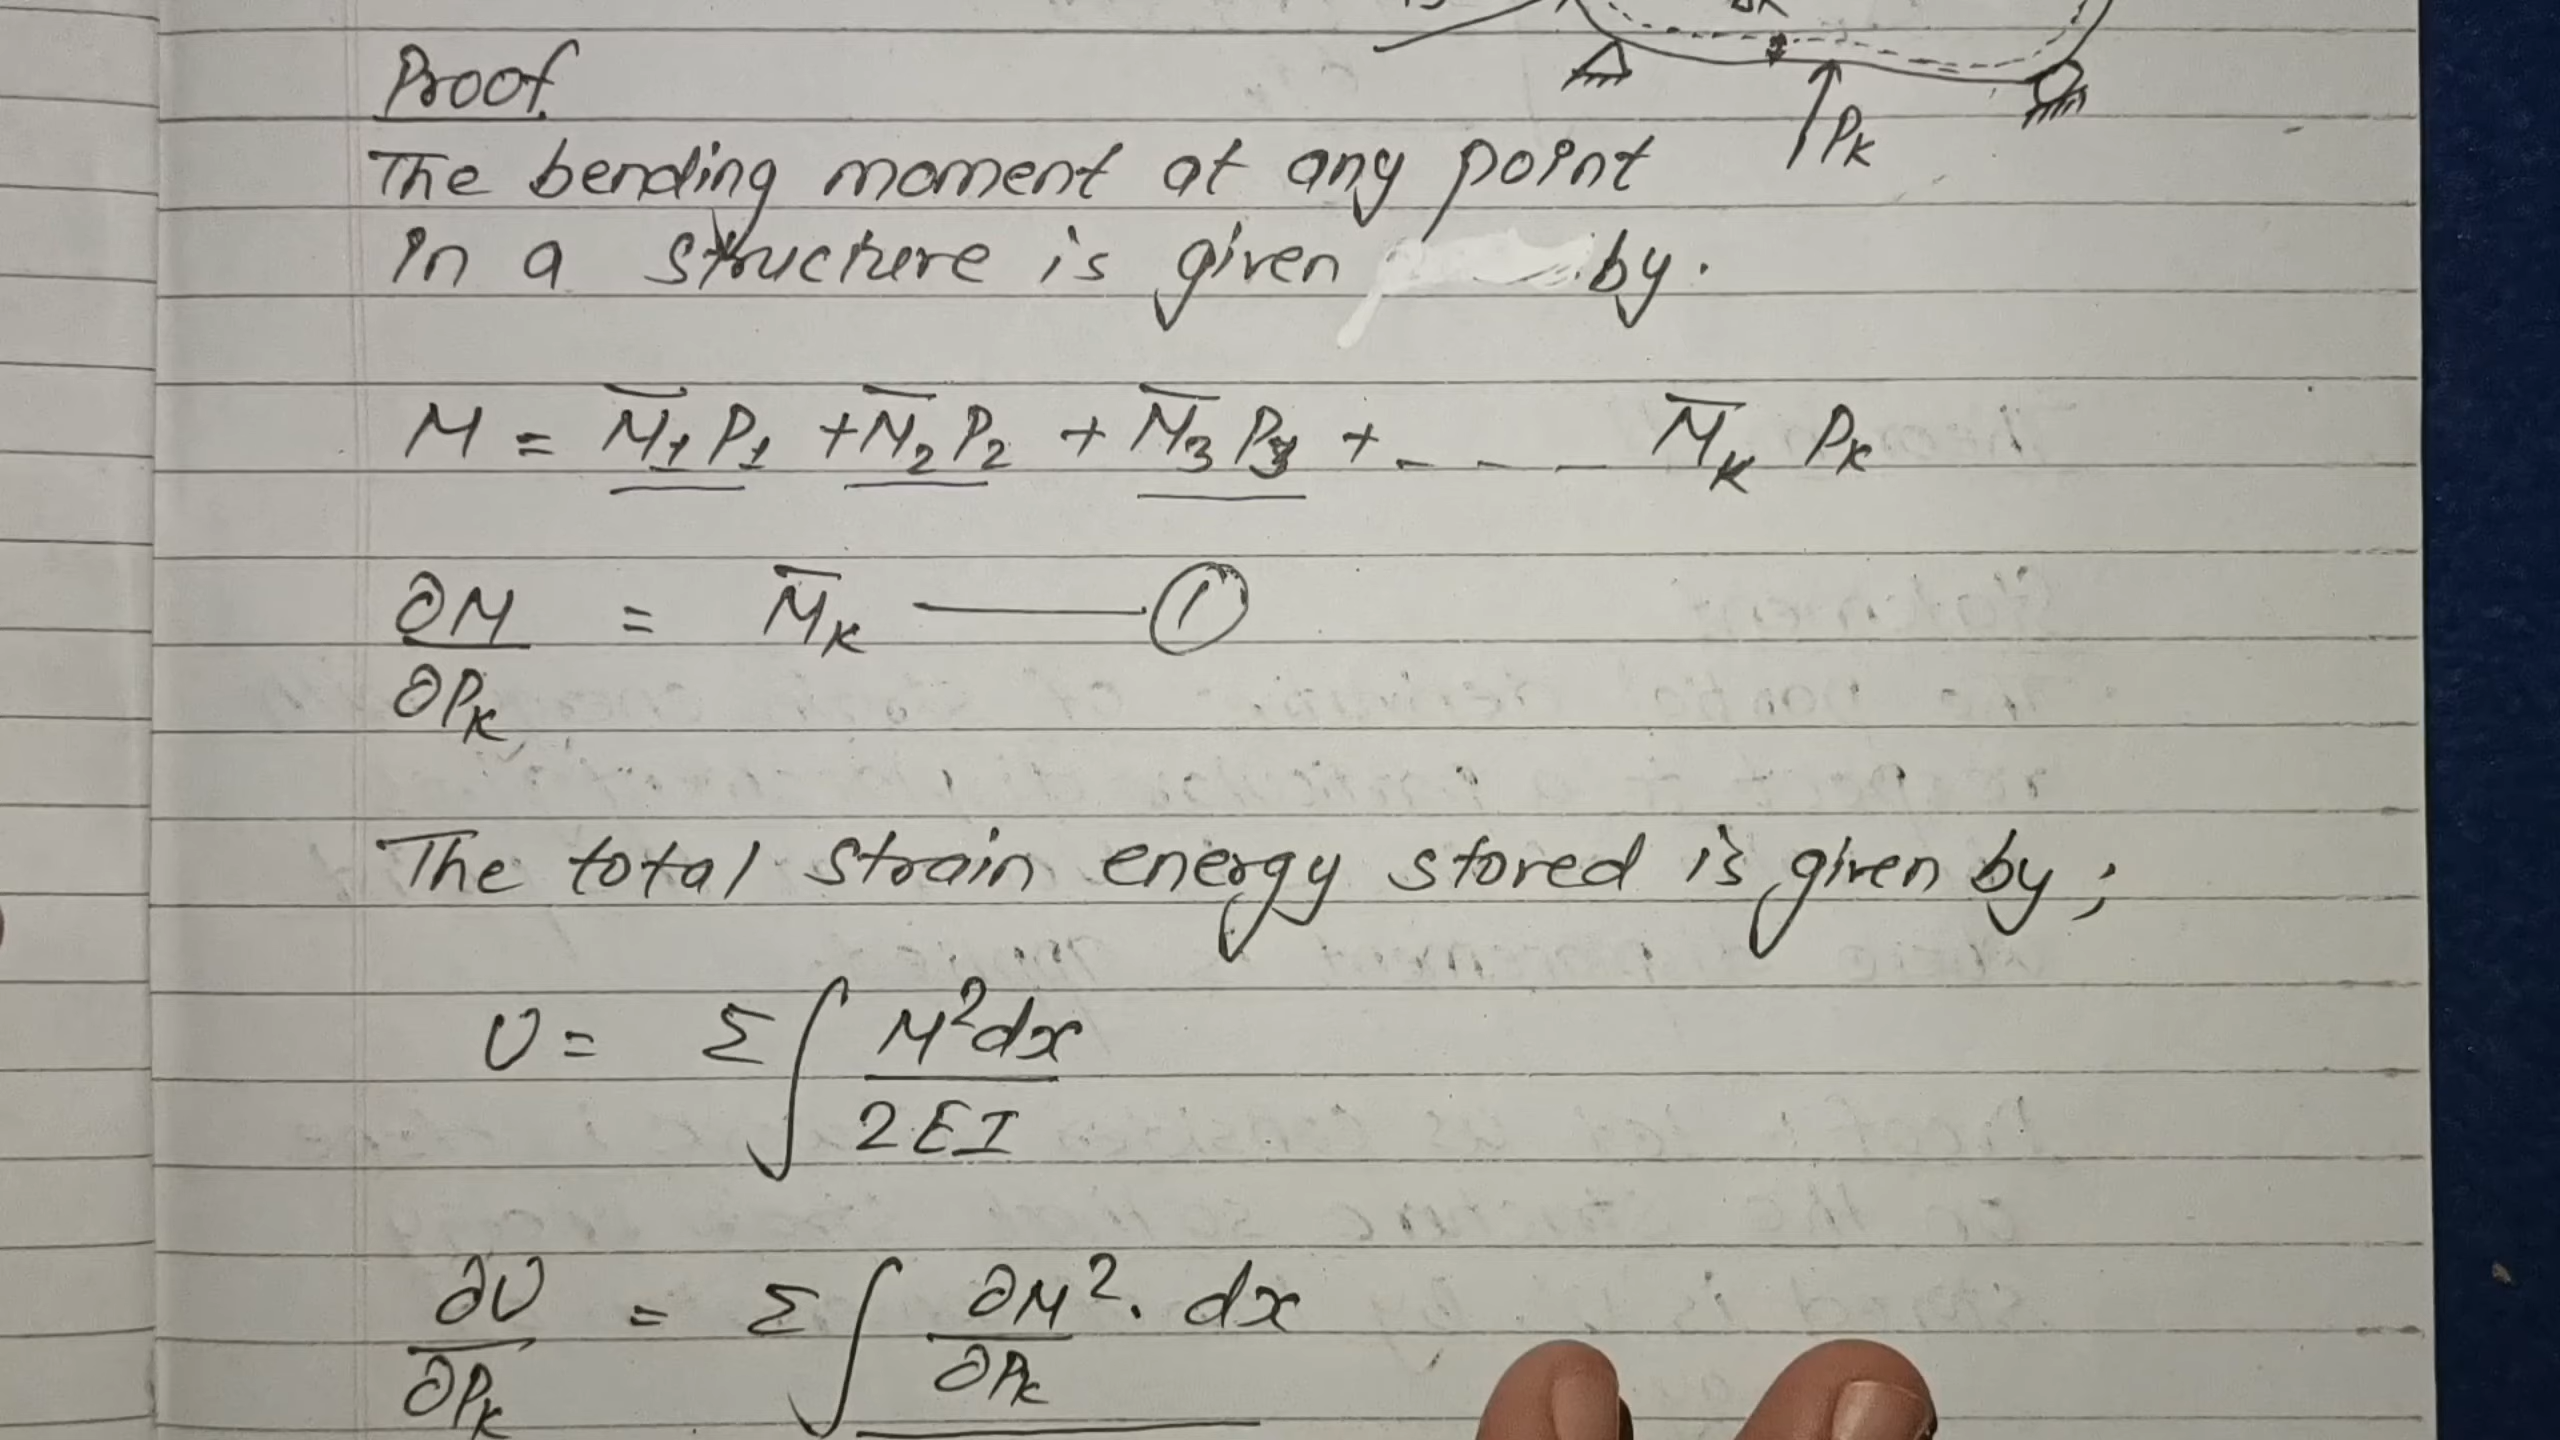 Proof
PK
The bending moment at any point
in a structure is given by.
M = M̅1 P1 + M̅2 P2 + M̅3 P3 + - - - M̅K PK
∂M/∂PK = M̅K —— ①
The total strain energy stored is given by;
U = Σ∫ M²dx / 2EI
∂U/∂PK = Σ∫ ∂M²/∂PK . dx